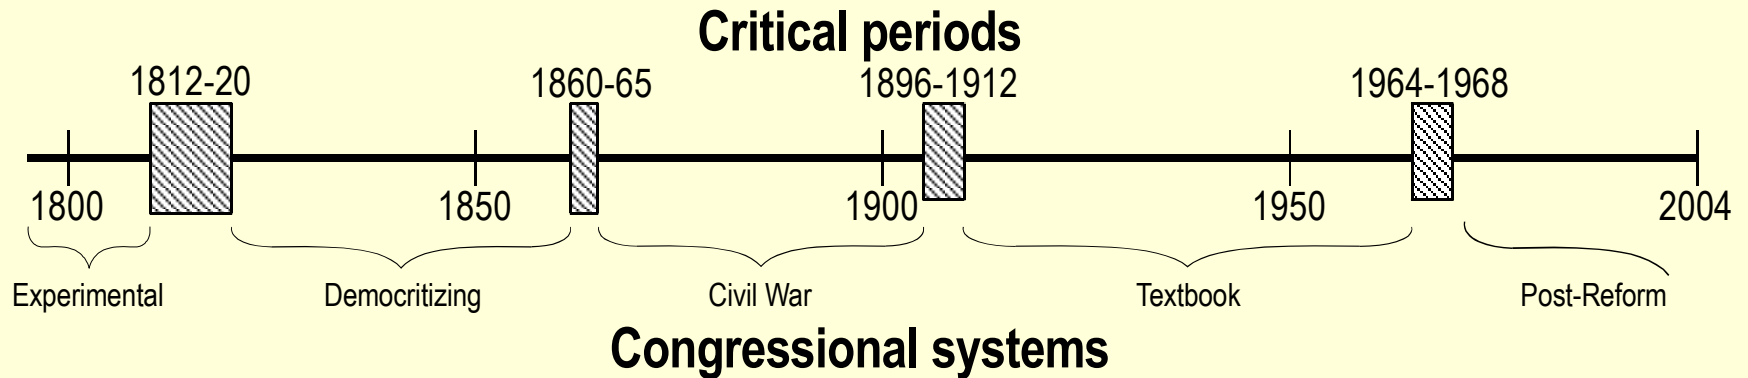 Critical periods
1812-20 1860-65 1896-1912 1964-1968
1800 1850 1900 1950 2004
Experimental Democritizing Civil War Textbook Post-Reform
Congressional systems